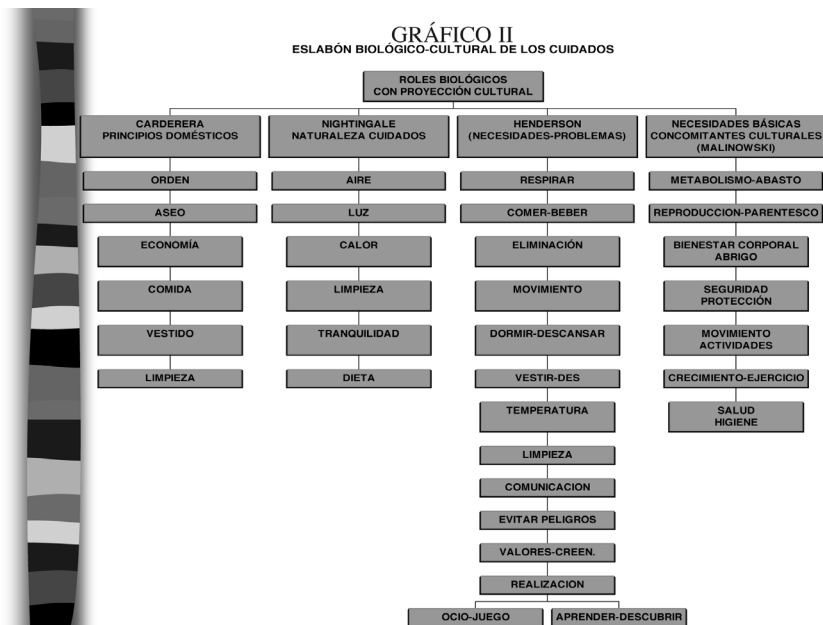 GRÁFICO II
ESLABÓN BIOLÓGICO-CULTURAL DE LOS CUIDADOS
ROLES BIOLÓGICOS
CON PROYECCIÓN CULTURAL
CARDERERA
PRINCIPIOS DOMÉSTICOS
ORDEN
ASEO
ECONOMÍA
COMIDA
VESTIDO
LIMPIEZA
NIGHTINGALE
NATURALEZA CUIDADOS
AIRE
LUZ
CALOR
LIMPIEZA
TRANQUILIDAD
DIETA
HENDERSON
(NECESIDADES-PROBLEMAS)
RESPIRAR
COMER-BEBER
ELIMINACIÓN
MOVIMIENTO
DORMIR-DESCANSAR
VESTIR-DES
TEMPERATURA
LIMPIEZA
COMUNICACION
EVITAR PELIGROS
VALORES-CREEN.
REALIZACION
OCIO-JUEGO
APRENDER-DESCUBRIR
NECESIDADES BÁSICAS
CONCOMITANTES CULTURALES
(MALINOWSKI)
METABOLISMO-ABASTO
REPRODUCCION-PARENTESCO
BIENESTAR CORPORAL
ABRIGO
SEGURIDAD
PROTECCIÓN
MOVIMIENTO
ACTIVIDADES
CRECIMIENTO-EJERCICIO
SALUD
HIGIENE